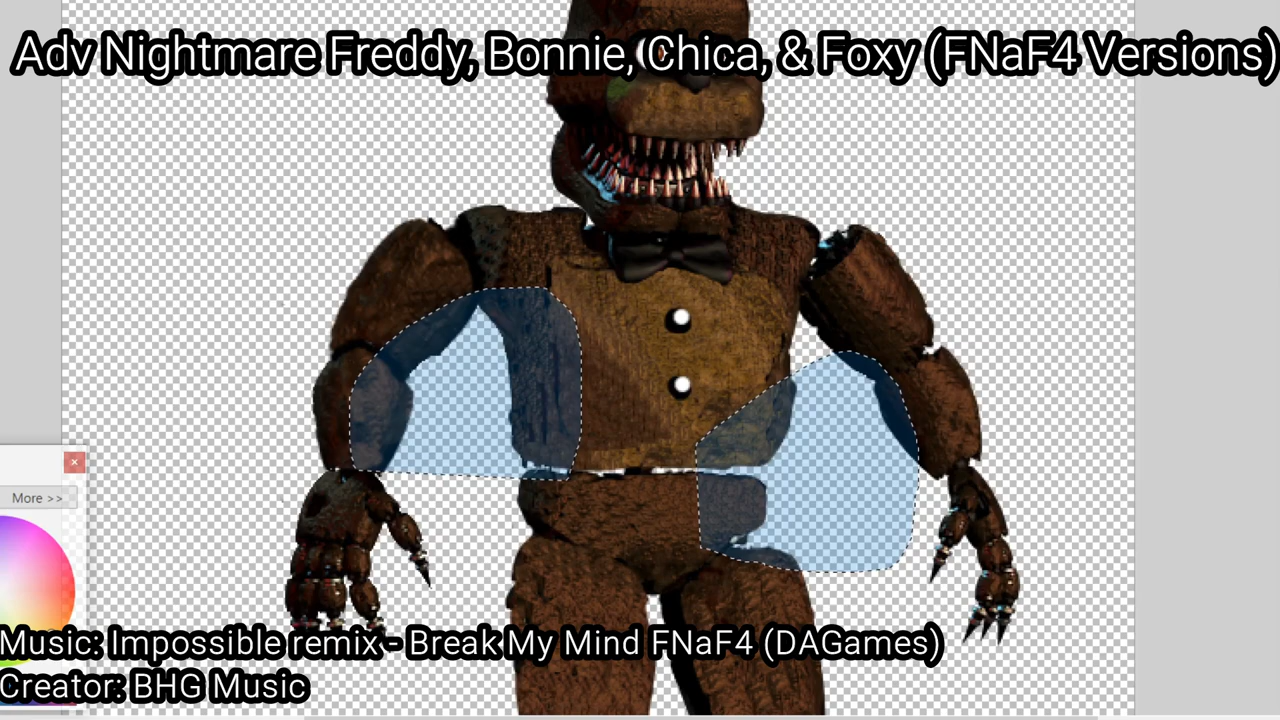 Adv Nightmare Freddy, Bonnie, Chica, & Foxy (FNaF4 Versions)
More >>
Music: Impossible remix - Break My Mind FNaF4 (DAGames)
Creator: BHG Music